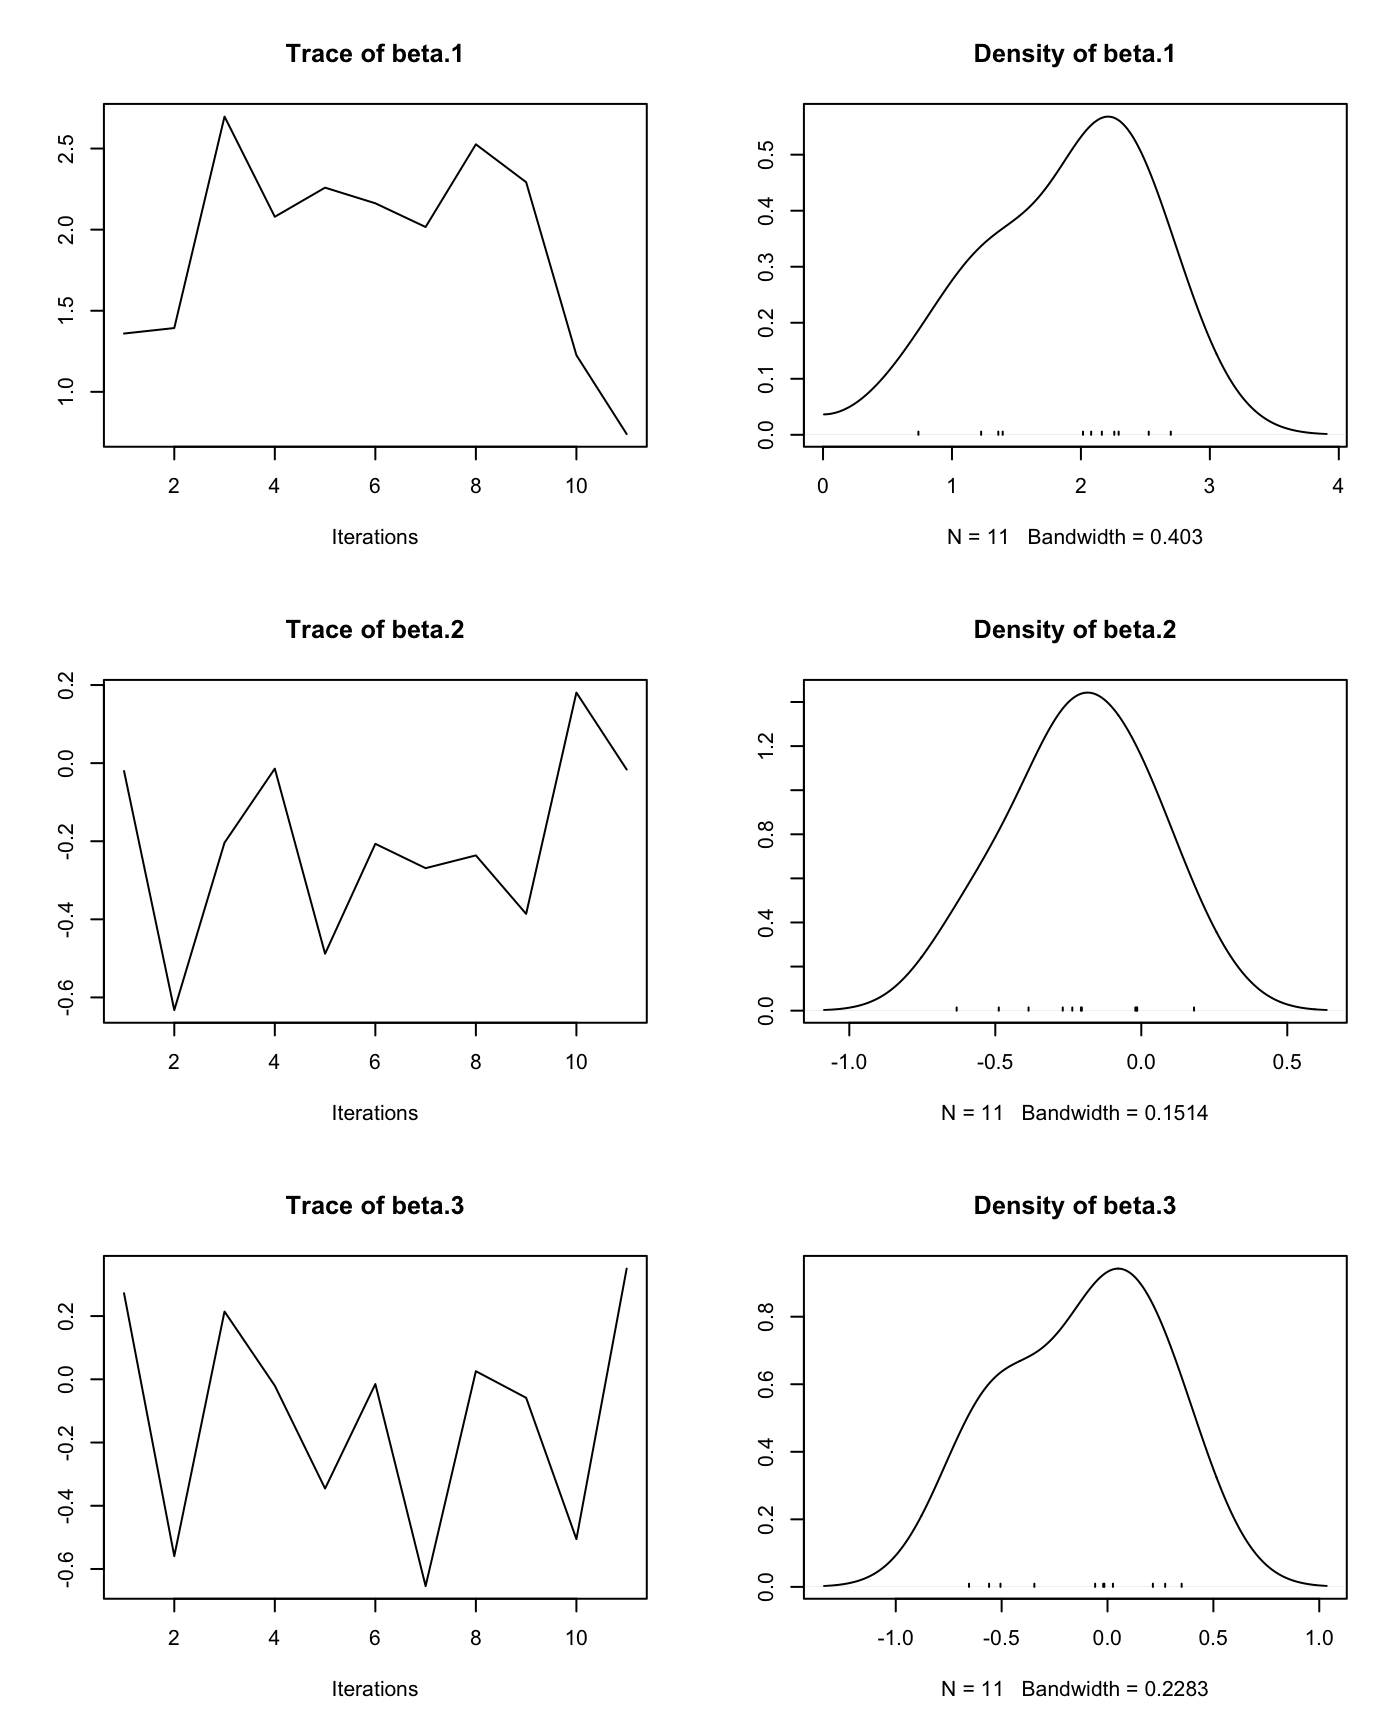 Trace of beta.1
2.5
2.0
1.5
1.0
2 4 6 8 10
Iterations
Density of beta.1
0.5
0.4
0.3
0.2
0.1
0.0
0 1 2 3 4
N = 11 Bandwidth = 0.403
Trace of beta.2
0.2
0.0
-0.2
-0.4
-0.6
2 4 6 8 10
Iterations
Density of beta.2
1.2
0.8
0.4
0.0
-1.0 -0.5 0.0 0.5
N = 11 Bandwidth = 0.1514
Trace of beta.3
0.2
0.0
-0.2
-0.4
-0.6
2 4 6 8 10
Iterations
Density of beta.3
0.8
0.6
0.4
0.2
0.0
-1.0 -0.5 0.0 0.5 1.0
N = 11 Bandwidth = 0.2283